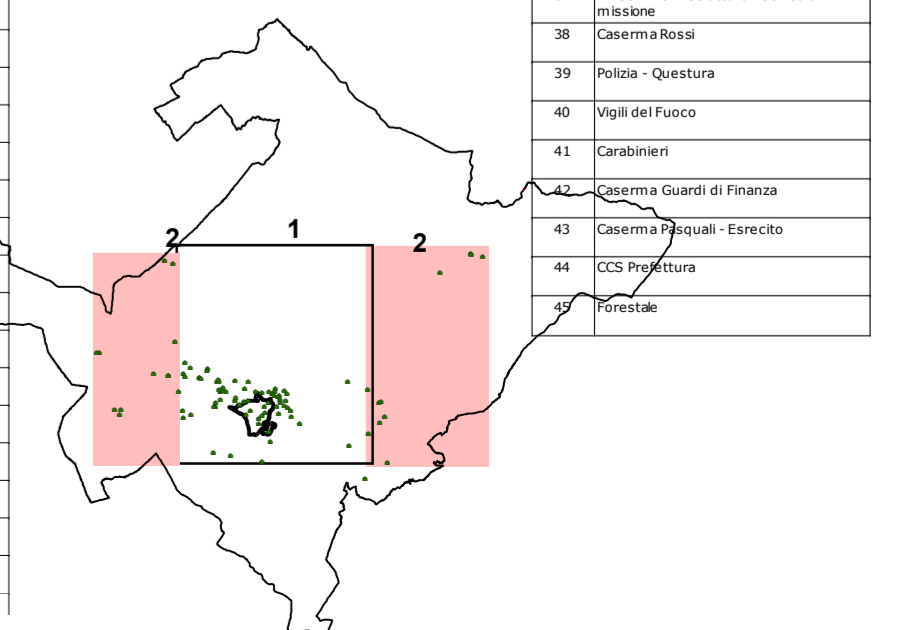 missione
38 Caserma Rossi
39 Polizia - Questura
40 Vigili del Fuoco
41 Carabinieri
42 Caserma Guardi di Finanza
43 Caserma Pasquali - Esrecito
44 CCS Prefettura
45 Forestale
2 1 2